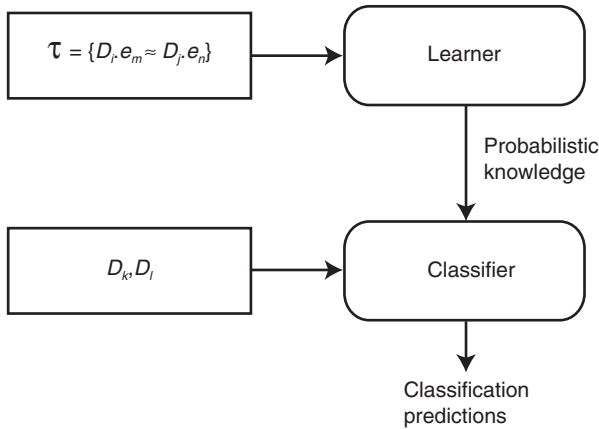 τ = {Dᵢ.eₘ ≈ Dⱼ.eₙ}
Learner
Probabilistic
knowledge
Dₖ,Dₗ
Classifier
Classification
predictions